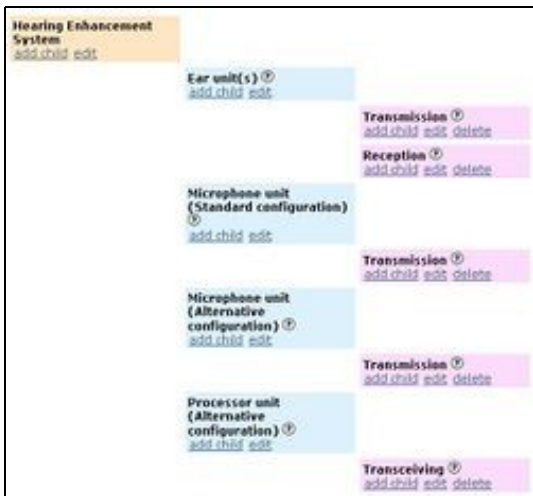 Hearing Enhancement
System
add child edit
Ear unit(s) ?
add child edit
Transmission ?
add child edit delete
Reception ?
add child edit delete
Microphone unit
(Standard configuration)
?
add child edit
Transmission ?
add child edit delete
Microphone unit
(Alternative
configuration) ?
add child edit
Transmission ?
add child edit delete
Processor unit
(Alternative
configuration) ?
add child edit
Transceiving ?
add child edit delete